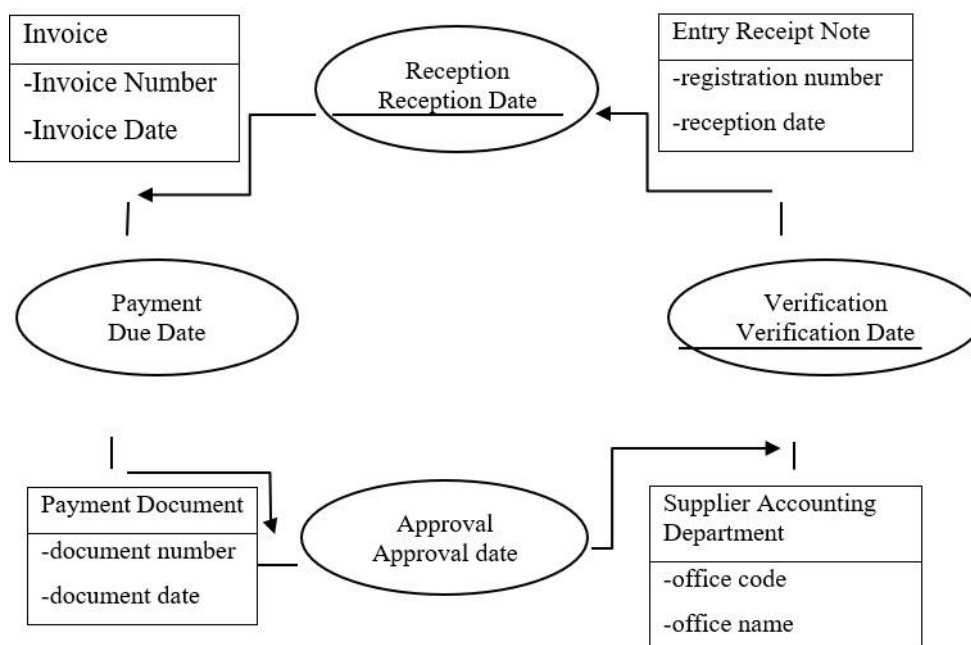 Invoice
-Invoice Number
-Invoice Date
Reception
Reception Date
Entry Receipt Note
-registration number
-reception date
Payment
Due Date
Verification
Verification Date
Payment Document
-document number
-document date
Approval
Approval date
Supplier Accounting
Department
-office code
-office name